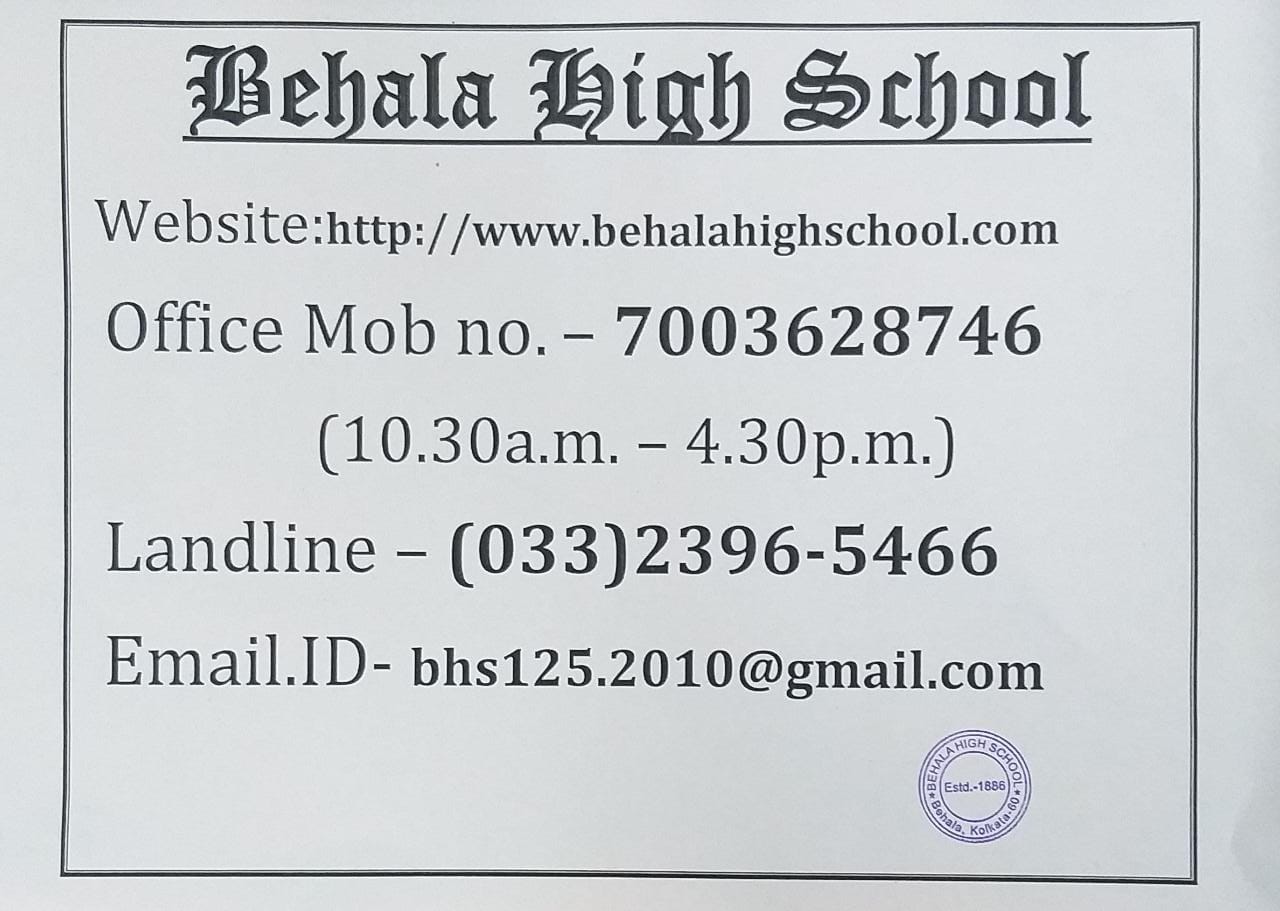 Behala High School
Website:http://www.behalahighschool.com
Office Mob no. – 7003628746
(10.30a.m. – 4.30p.m.)
Landline – (033)2396-5466
Email.ID- bhs125.2010@gmail.com
BEHALA HIGH SCHOOL
Estd.-1886
★ Behala, Kolkata-60 ★